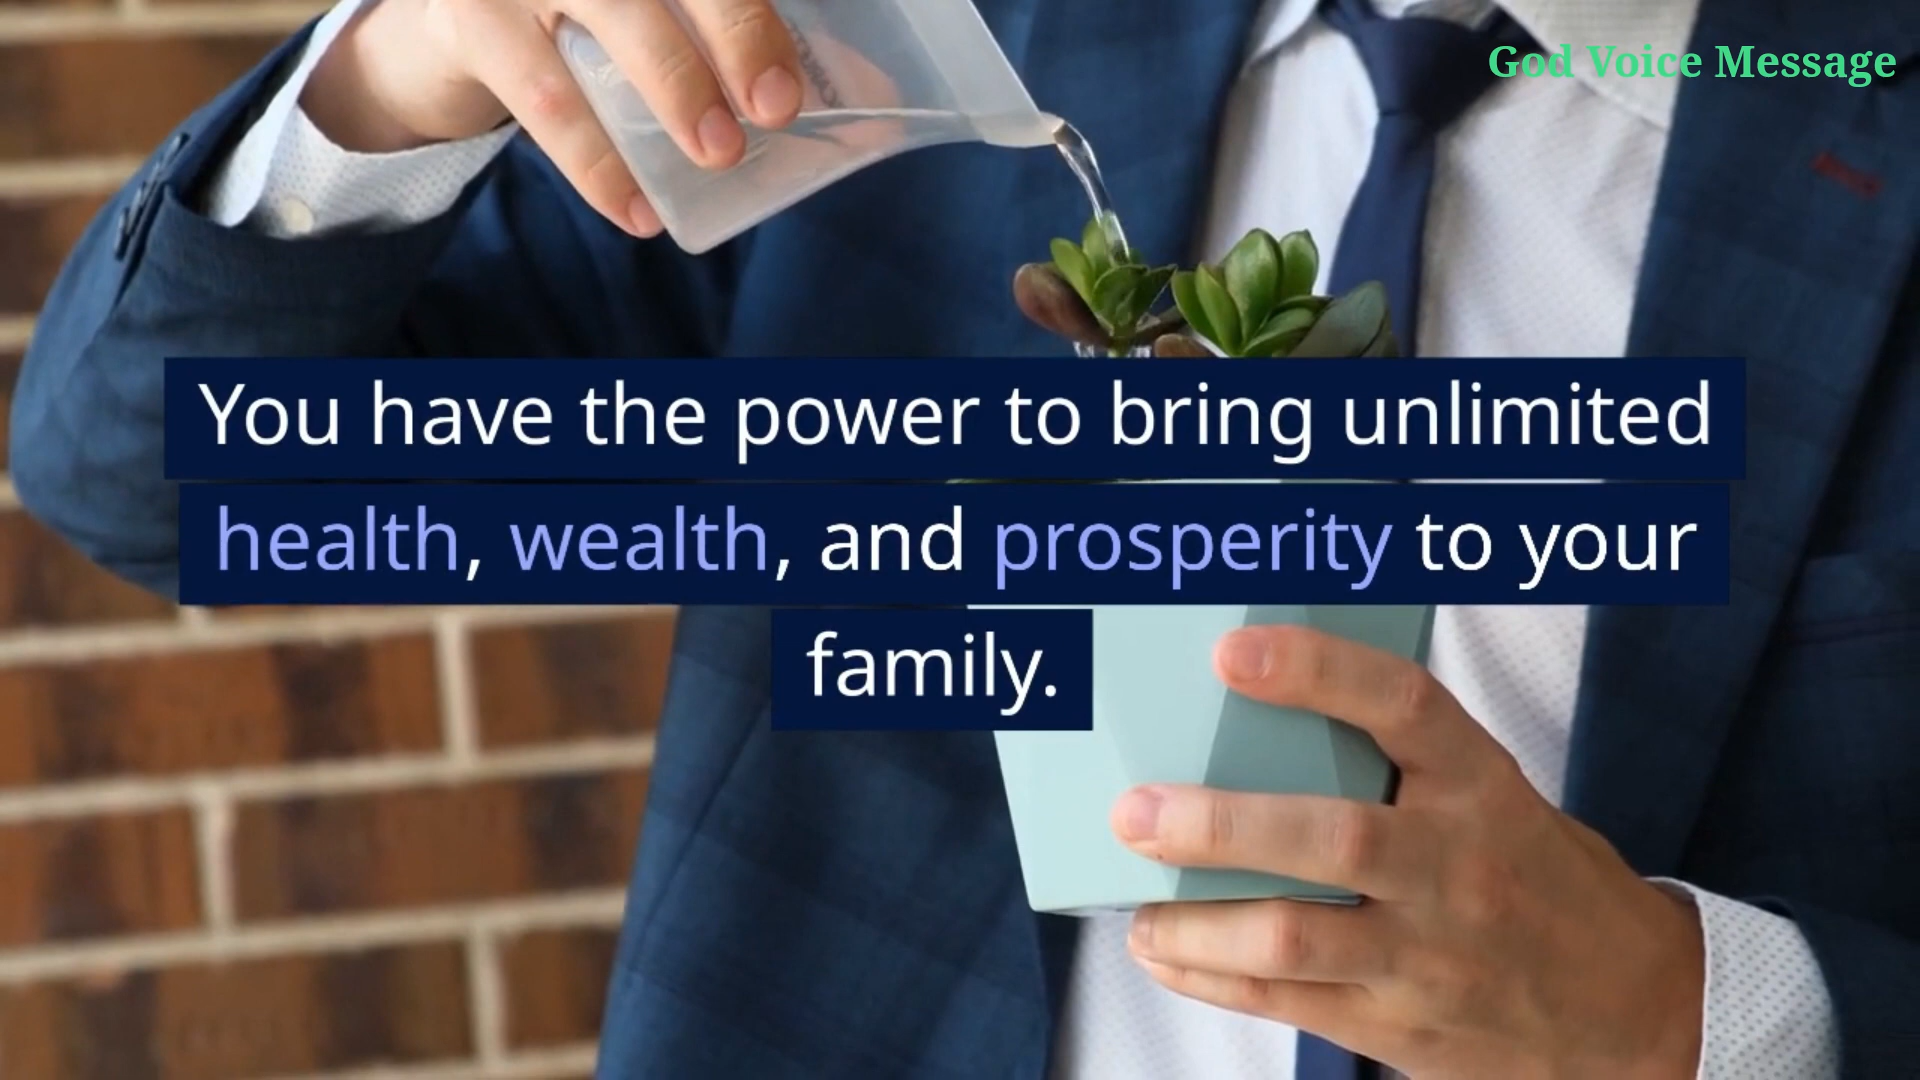 God Voice Message
You have the power to bring unlimited
health, wealth, and prosperity to your
family.